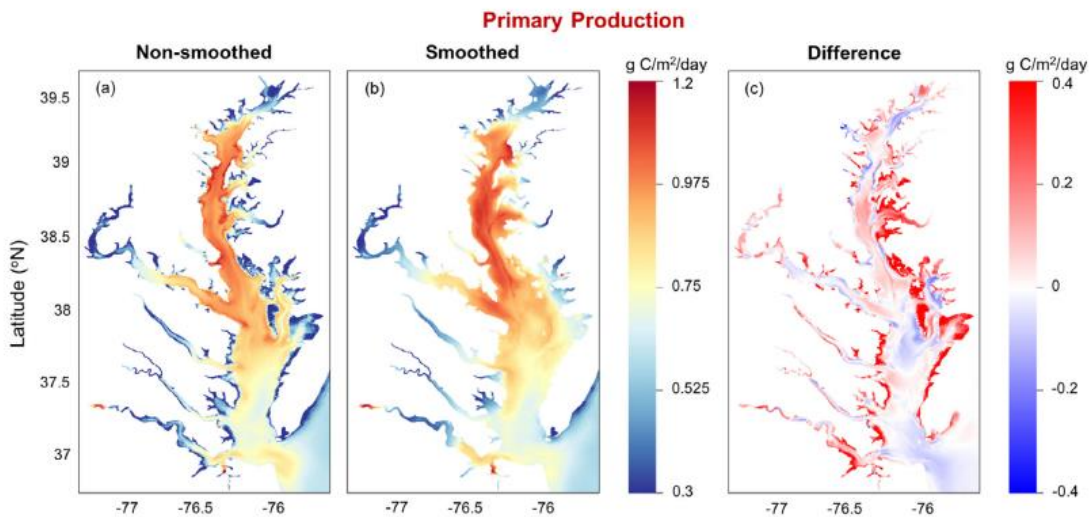 Primary Production
Non-smoothed
Smoothed
Difference
g C/m²/day
g C/m²/day
(a)
(b)
(c)
39.5
39
38.5
38
37.5
37
Latitude (°N)
1.2
0.975
0.75
0.525
0.3
0.4
0.2
0
-0.2
-0.4
-77 -76.5 -76
-77 -76.5 -76
-77 -76.5 -76